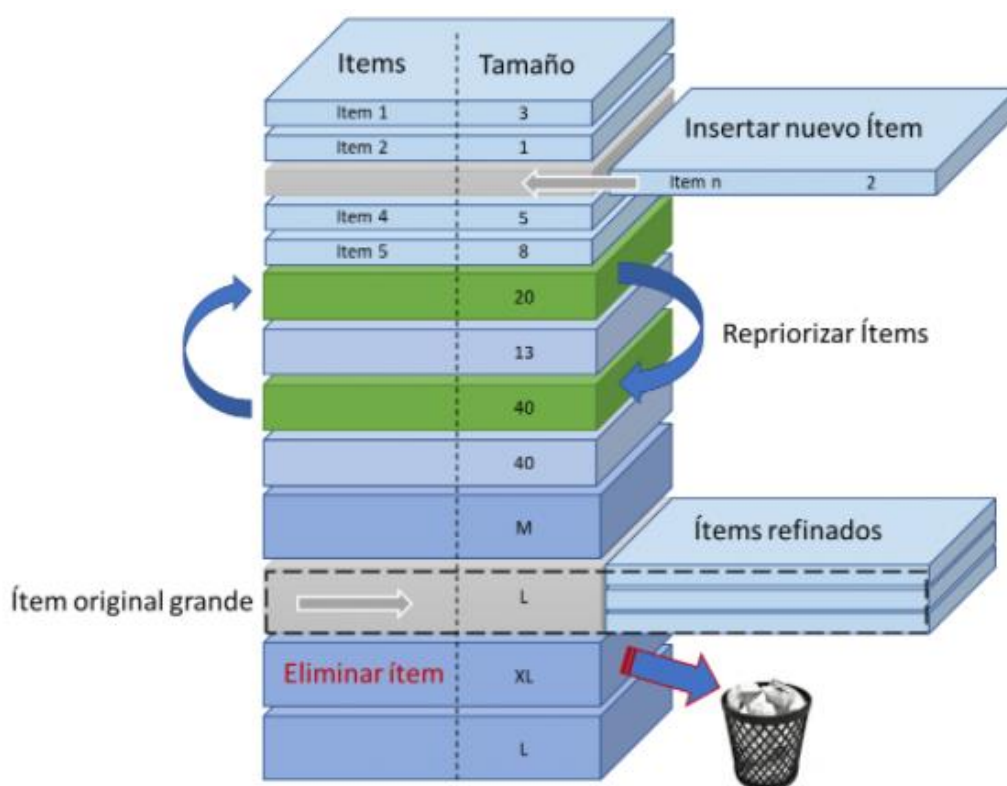 Items Tamaño
Item 1 3
Item 2 1
Insertar nuevo Ítem
Item n 2
Item 4 5
Item 5 8
20
Repriorizar Ítems
13
40
40
M
Ítems refinados
Ítem original grande
L
Eliminar ítem XL
L